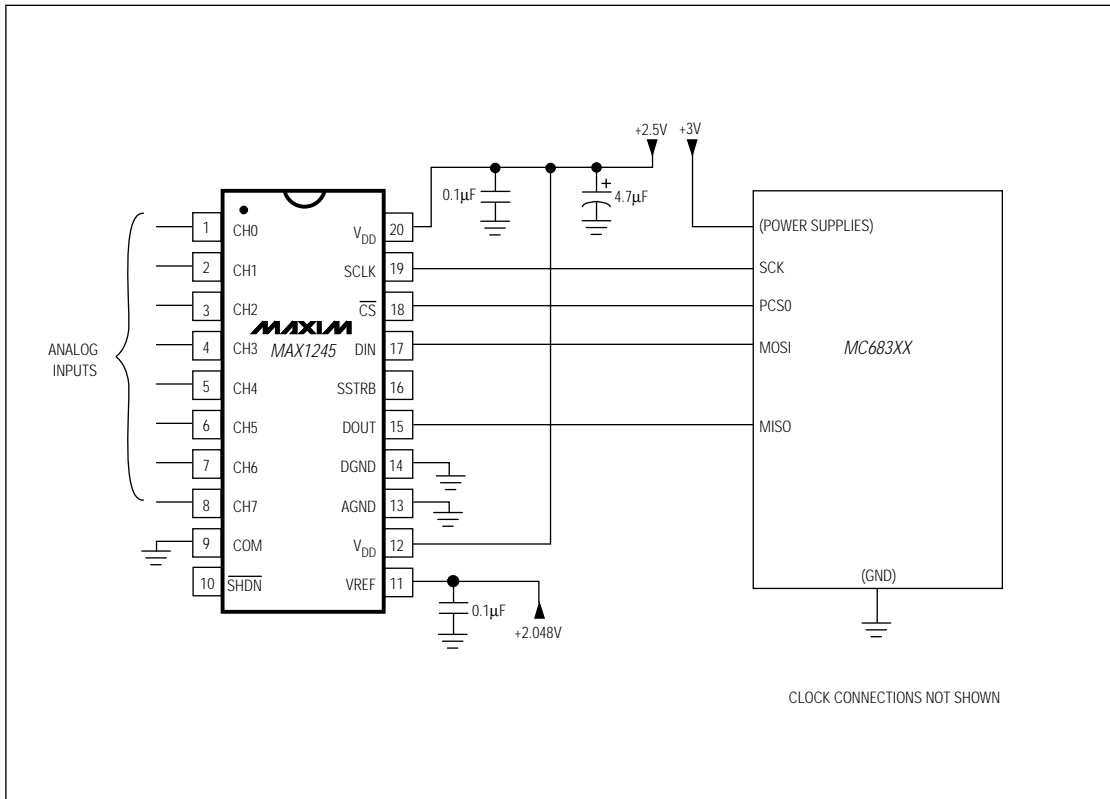 +2.5V
+3V
0.1µF
+
4.7µF
ANALOG
INPUTS
1 CH0
2 CH1
3 CH2
4 CH3
5 CH4
6 CH5
7 CH6
8 CH7
9 COM
10 SHDN
MAXIM
MAX1245
VDD 20
SCLK 19
CS 18
DIN 17
SSTRB 16
DOUT 15
DGND 14
AGND 13
VDD 12
VREF 11
0.1µF
+2.048V
(POWER SUPPLIES)
SCK
PCS0
MOSI
MC683XX
MISO
(GND)
CLOCK CONNECTIONS NOT SHOWN